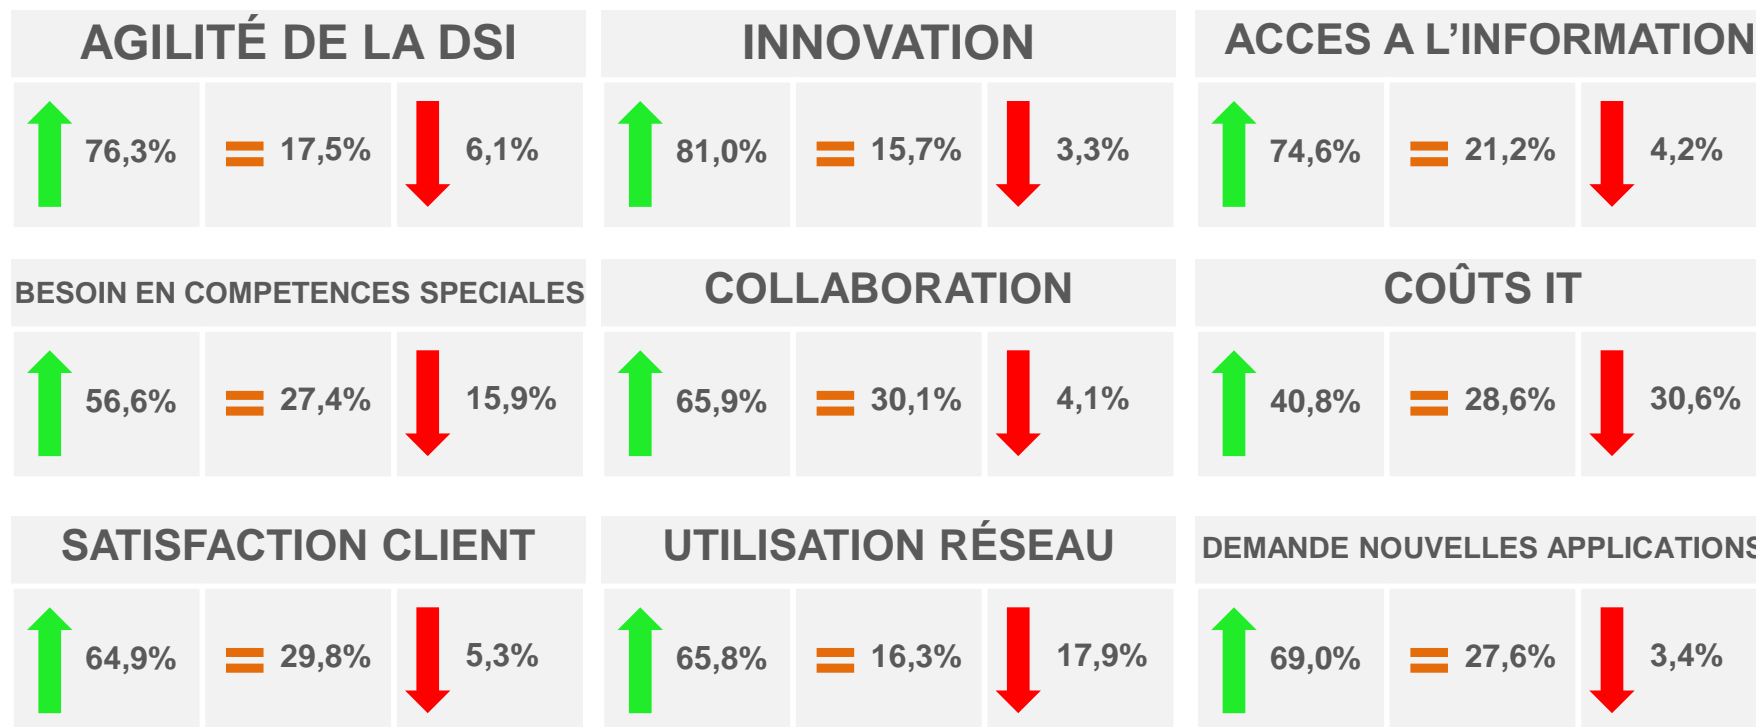 AGILITÉ DE LA DSI
INNOVATION
ACCES A L’INFORMATION
76,3% = 17,5% 6,1%
81,0% = 15,7% 3,3%
74,6% = 21,2% 4,2%
BESOIN EN COMPETENCES SPECIALES
COLLABORATION
COÛTS IT
56,6% = 27,4% 15,9%
65,9% = 30,1% 4,1%
40,8% = 28,6% 30,6%
SATISFACTION CLIENT
UTILISATION RÉSEAU
DEMANDE NOUVELLES APPLICATIONS
64,9% = 29,8% 5,3%
65,8% = 16,3% 17,9%
69,0% = 27,6% 3,4%